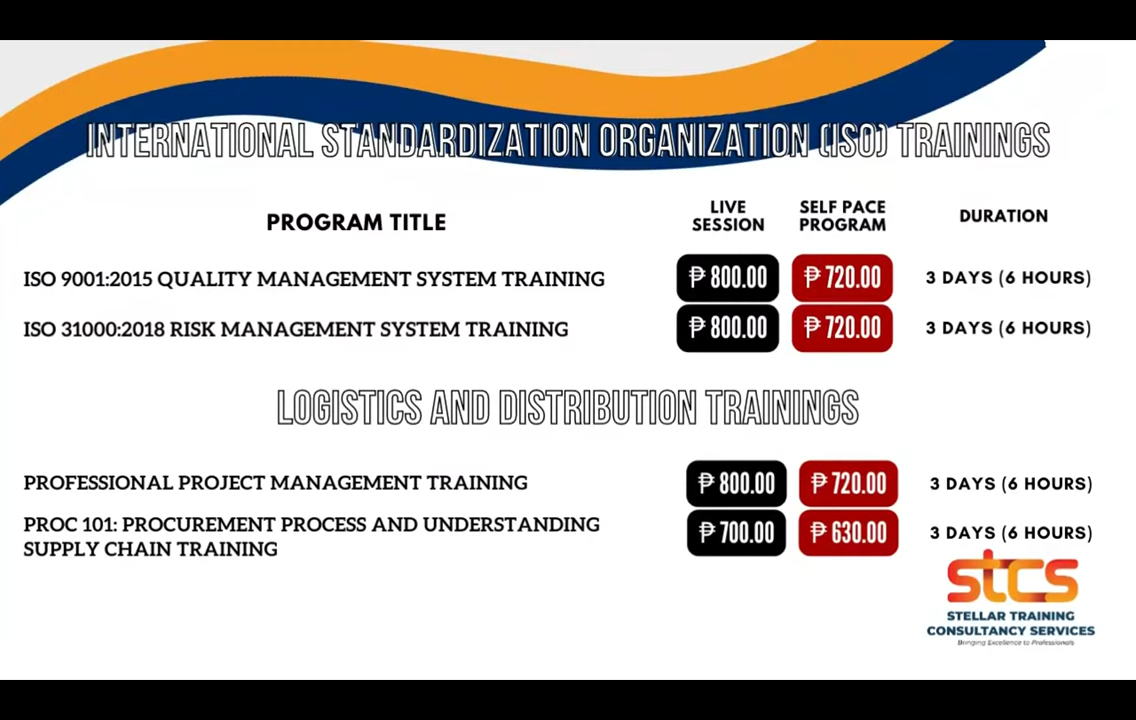 INTERNATIONAL STANDARDIZATION ORGANIZATION (ISO) TRAININGS
PROGRAM TITLE
LIVE SESSION
SELF PACE PROGRAM
DURATION
ISO 9001:2015 QUALITY MANAGEMENT SYSTEM TRAINING ₱ 800.00 ₱ 720.00 3 DAYS (6 HOURS)
ISO 31000:2018 RISK MANAGEMENT SYSTEM TRAINING ₱ 800.00 ₱ 720.00 3 DAYS (6 HOURS)
LOGISTICS AND DISTRIBUTION TRAININGS
PROFESSIONAL PROJECT MANAGEMENT TRAINING ₱ 800.00 ₱ 720.00 3 DAYS (6 HOURS)
PROC 101: PROCUREMENT PROCESS AND UNDERSTANDING
SUPPLY CHAIN TRAINING ₱ 700.00 ₱ 630.00 3 DAYS (6 HOURS)
stcs
STELLAR TRAINING
CONSULTANCY SERVICES
Bringing Excellence to Professionals